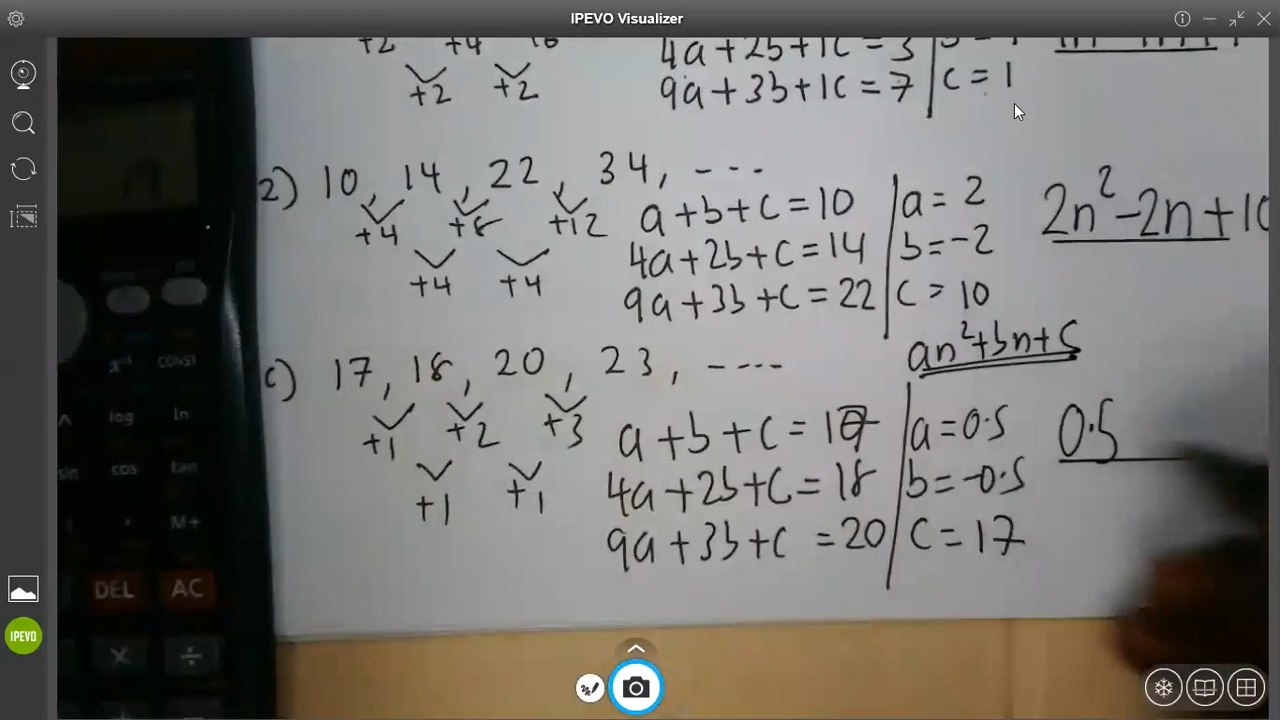 IPEVO Visualizer
+2 +4
4a+2b+1c = 3
+2 +2
9a+3b+1c = 7
c = 1
2) 10, 14, 22, 34, ----
+4 +8 +12
+4 +4
a+b+c=10
4a+2b+c=14
9a+3b+c=22
a=2
b=-2
c=10
2n²-2n+10
an²+bn+c
c) 17, 18, 20, 23, ----
+1 +2 +3
+1 +1
a+b+c=17
4a+2b+c=18
9a+3b+c=20
a=0.5
b=-0.5
c=17
0.5
x⁻¹ CONST
log ln
sin cos tan
M+
DEL AC
× ÷
IPEVO